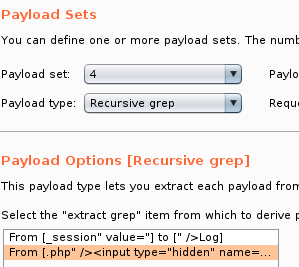 Payload Sets
You can define one or more payload sets. The numb
Payload set: 4 Paylo
Payload type: Recursive grep Reque
Payload Options [Recursive grep]
This payload type lets you extract each payload from
Select the "extract grep" item from which to derive p
From [_session" value="] to [" />Log]
From [.php" /><input type="hidden" name=...